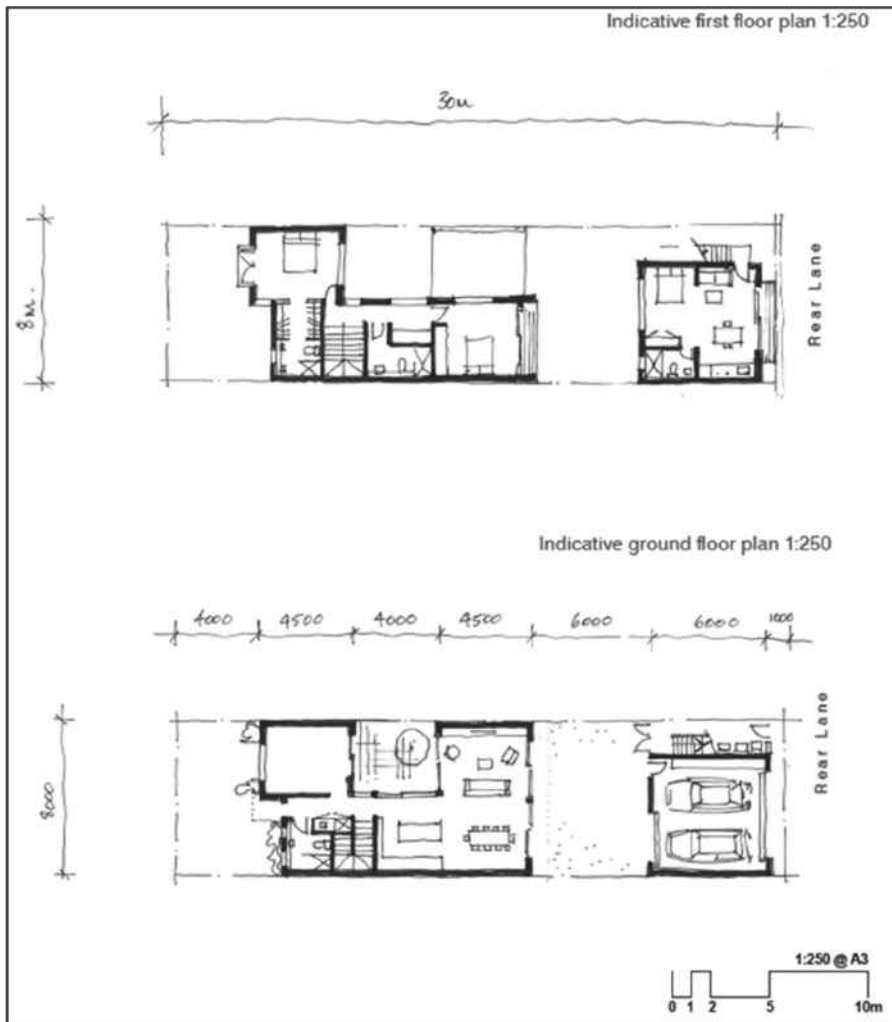 Indicative first floor plan 1:250
30m
8m.
Rear Lane
Indicative ground floor plan 1:250
4000 4500 4000 4500 6000 6000 1000
8000
Rear Lane
1:250 @ A3
0 1 2 5 10m